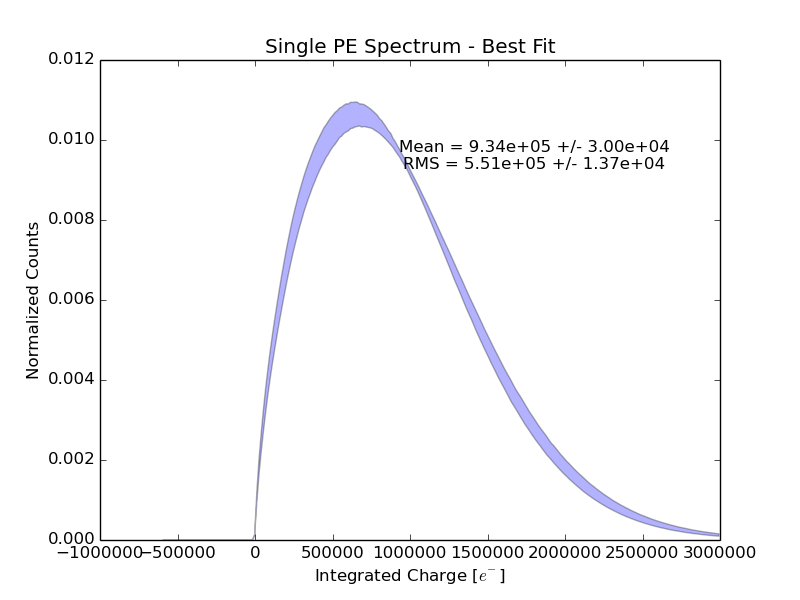 Single PE Spectrum - Best Fit
0.012
0.010
Mean = 9.34e+05 +/- 3.00e+04
RMS = 5.51e+05 +/- 1.37e+04
0.008
Normalized Counts
0.006
0.004
0.002
0.000
−1000000 −500000 0 500000 1000000 1500000 2000000 2500000 3000000
Integrated Charge [e⁻]